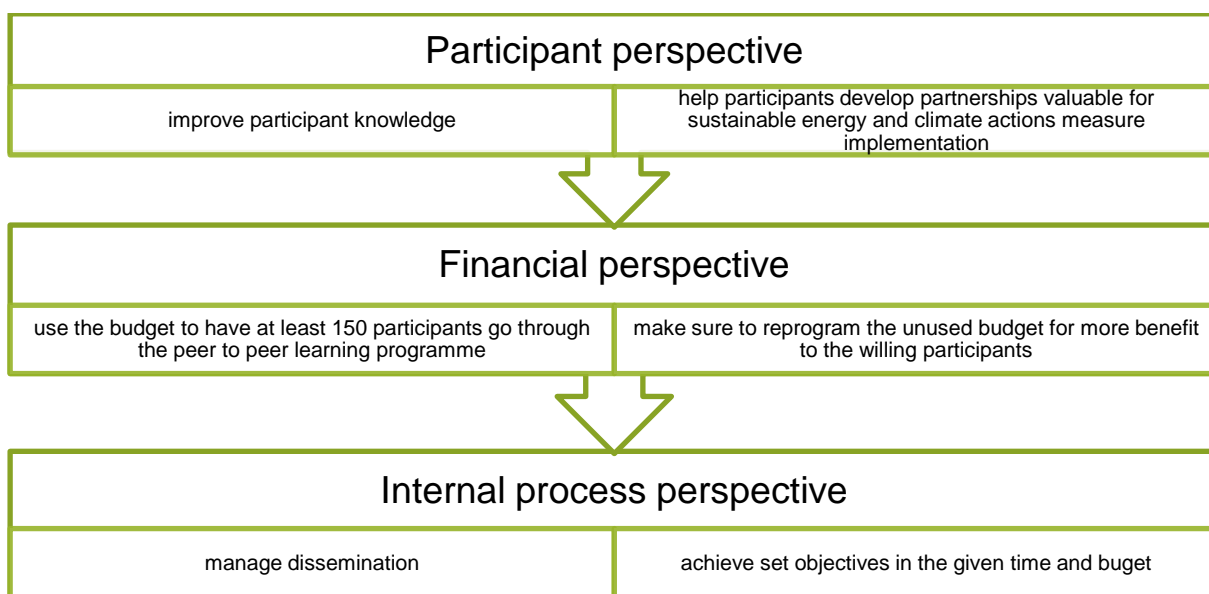 Participant perspective
improve participant knowledge
help participants develop partnerships valuable for
sustainable energy and climate actions measure
implementation
Financial perspective
use the budget to have at least 150 participants go through
the peer to peer learning programme
make sure to reprogram the unused budget for more benefit
to the willing participants
Internal process perspective
manage dissemination
achieve set objectives in the given time and buget